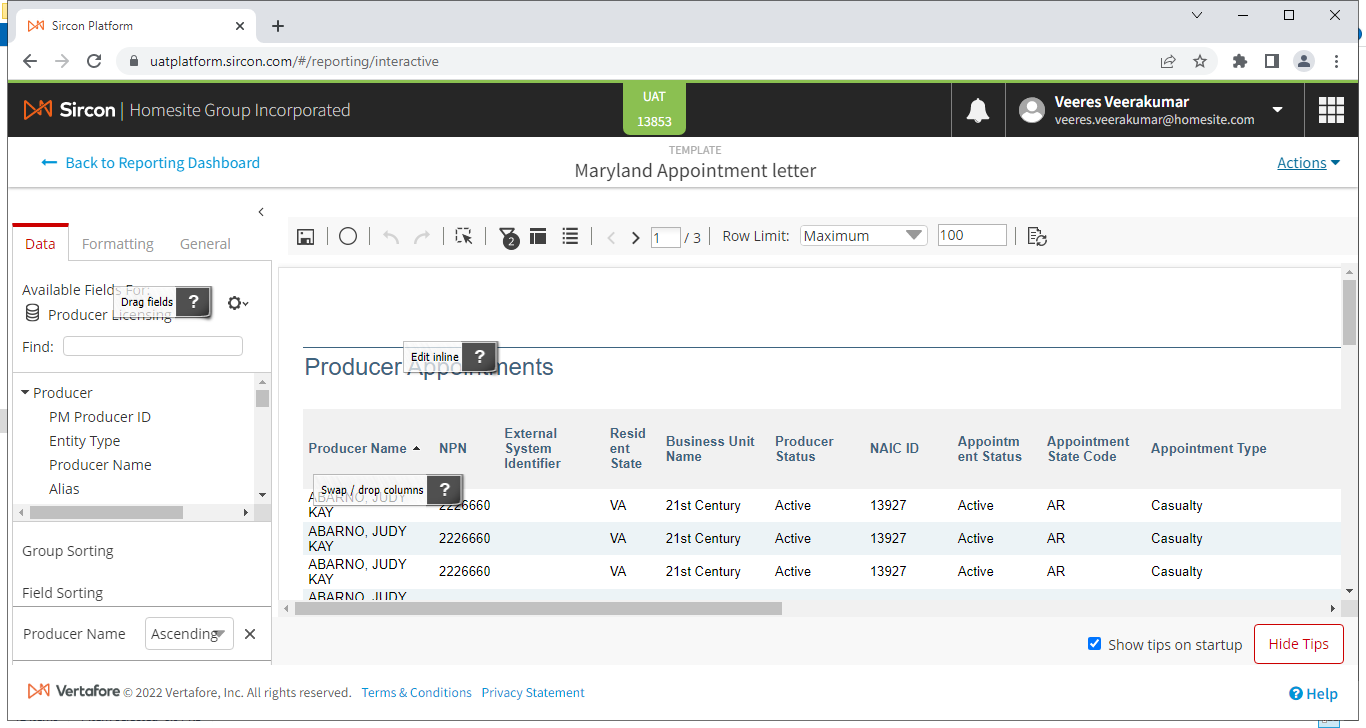 Sircon Platform
uatplatform.sircon.com/#/reporting/interactive
Sircon | Homesite Group Incorporated
UAT
13853
Veeres Veerakumar
veeres.veerakumar@homesite.com
Back to Reporting Dashboard
TEMPLATE
Maryland Appointment letter
Actions
Data Formatting General
2
1 / 3
Row Limit: Maximum 100
Available Fields For:
Drag fields ?
Producer Licensing
Find:
Producer
PM Producer ID
Entity Type
Producer Name
Alias
Group Sorting
Field Sorting
Producer Name Ascending
Edit inline ?
Producer Appointments
Producer Name NPN External System Identifier Resid ent State Business Unit Name Producer Status NAIC ID Appointm ent Status Appointment State Code Appointment Type
Swap / drop columns ?
ABARNO, JUDY KAY 2226660 VA 21st Century Active 13927 Active AR Casualty
ABARNO, JUDY KAY 2226660 VA 21st Century Active 13927 Active AR Casualty
ABARNO, JUDY KAY 2226660 VA 21st Century Active 13927 Active AR Casualty
ABARNO, JUDY
Show tips on startup Hide Tips
Vertafore © 2022 Vertafore, Inc. All rights reserved. Terms & Conditions Privacy Statement
? Help